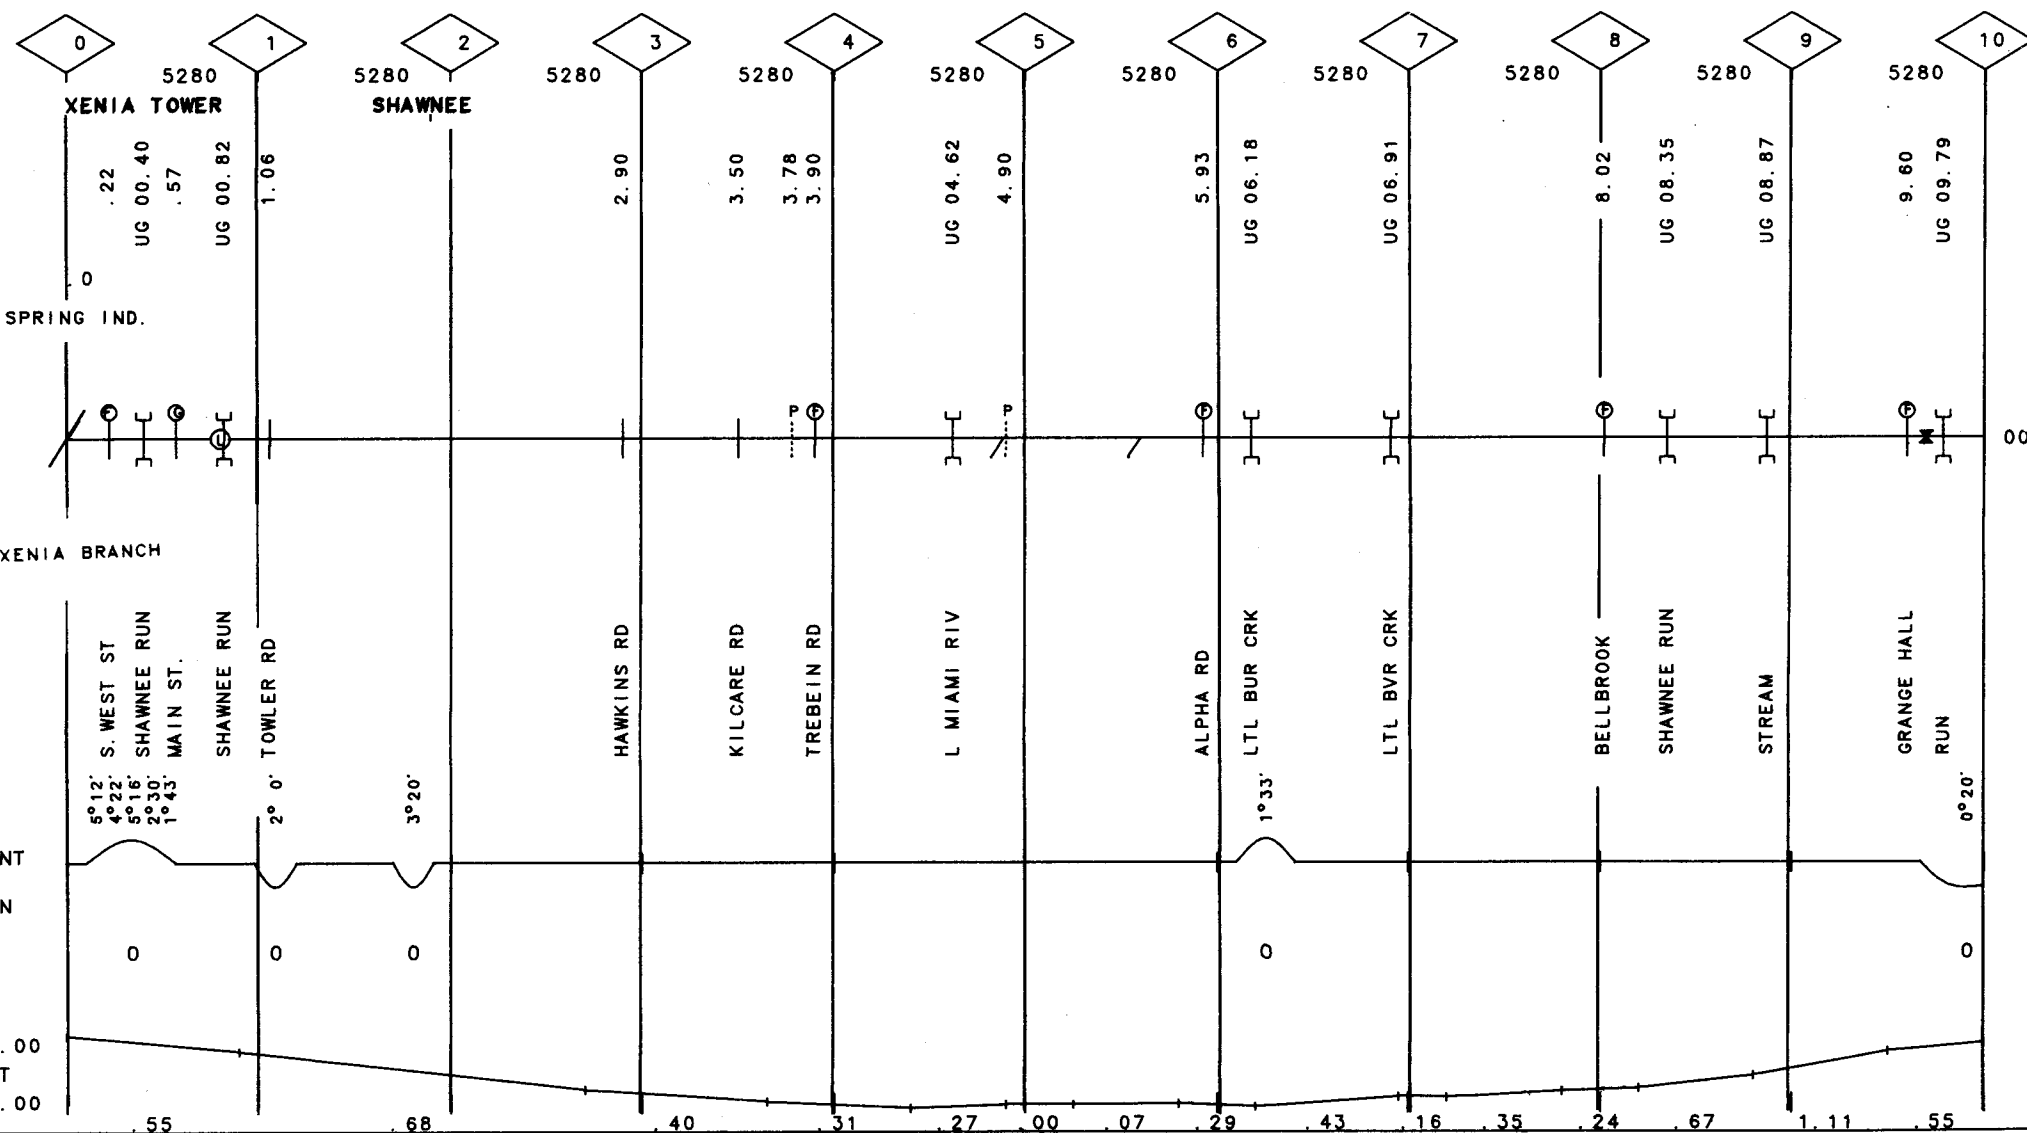 0 1 2 3 4 5 6 7 8 9 10
5280 5280 5280 5280 5280 5280 5280 5280 5280 5280
XENIA TOWER SHAWNEE
.22 UG 00.40 .57 UG 00.82 1.06 2.90 3.50 3.78 3.90 UG 04.62 4.90 5.93 UG 06.18 UG 06.91 8.02 UG 08.35 UG 08.87 9.60 UG 09.79
.0
SPRING IND.
F G P F P F F F
U 00
XENIA BRANCH
S. WEST ST
SHAWNEE RUN
MAIN ST.
SHAWNEE RUN
TOWLER RD
HAWKINS RD
KILCARE RD
TREBEIN RD
L MIAMI RIV
ALPHA RD
LTL BUR CRK
LTL BVR CRK
BELLBROOK
SHAWNEE RUN
STREAM
GRANGE HALL
RUN
5°12' 4°22' 5°16' 2°30' 1°43' 2° 0' 3°20' 1°33' 0°20'
NT
N
0 0 0 0 0
.00
T
.00
.55 .68 .40 .31 .27 .00 .07 .29 .43 .16 .35 .24 .67 1.11 .55